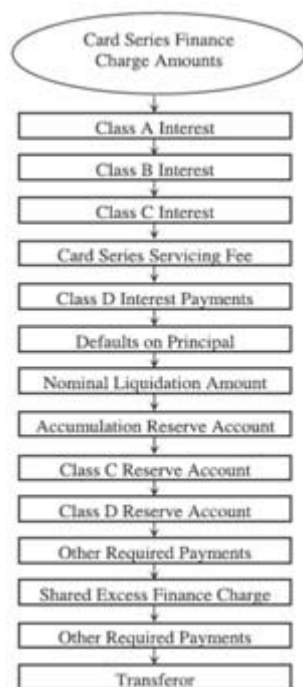 Card Series Finance
Charge Amounts
Class A Interest
Class B Interest
Class C Interest
Card Series Servicing Fee
Class D Interest Payments
Defaults on Principal
Nominal Liquidation Amount
Accumulation Reserve Account
Class C Reserve Account
Class D Reserve Account
Other Required Payments
Shared Excess Finance Charge
Other Required Payments
Transferor